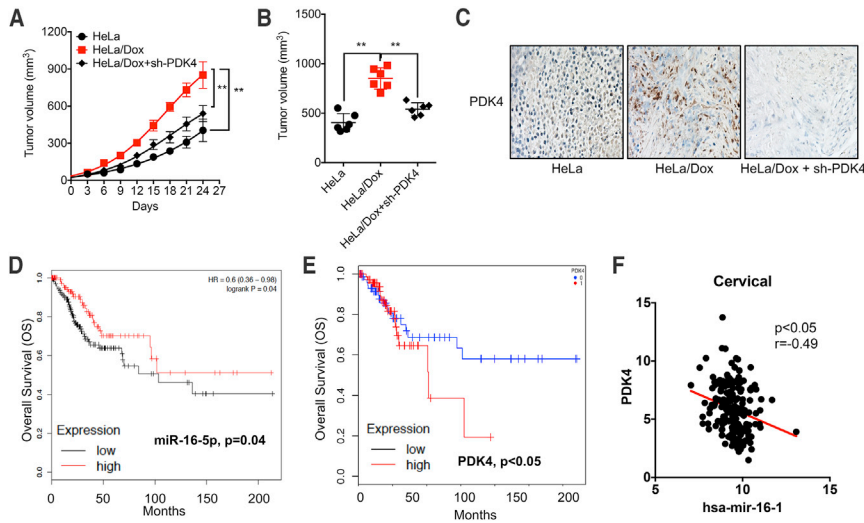 A
HeLa
HeLa/Dox
HeLa/Dox+sh-PDK4
Tumor volume (mm³)
1200
900
600
300
0
0 3 6 9 12 15 18 21 24 27
Days
**
**
B
Tumor volume (mm³)
1500
1000
500
0
** **
HeLa
HeLa/Dox
HeLa/Dox+sh-PDK4
C
PDK4
HeLa HeLa/Dox HeLa/Dox + sh-PDK4
D
Overall Survival (OS)
1.0
0.8
0.6
0.4
0.2
0.0
HR = 0.6 (0.36 – 0.98)
logrank P = 0.04
Expression
low
high
miR-16-5p, p=0.04
0 50 100 150 200
Months
E
Overall Survival (OS)
1.0
0.8
0.6
0.4
0.2
0.0
PDK4
0
1
Expression
low
high
PDK4, p<0.05
0 50 100 150 200
Months
F
Cervical
PDK4
15
10
5
0
p<0.05
r=-0.49
5 10 15
hsa-mir-16-1